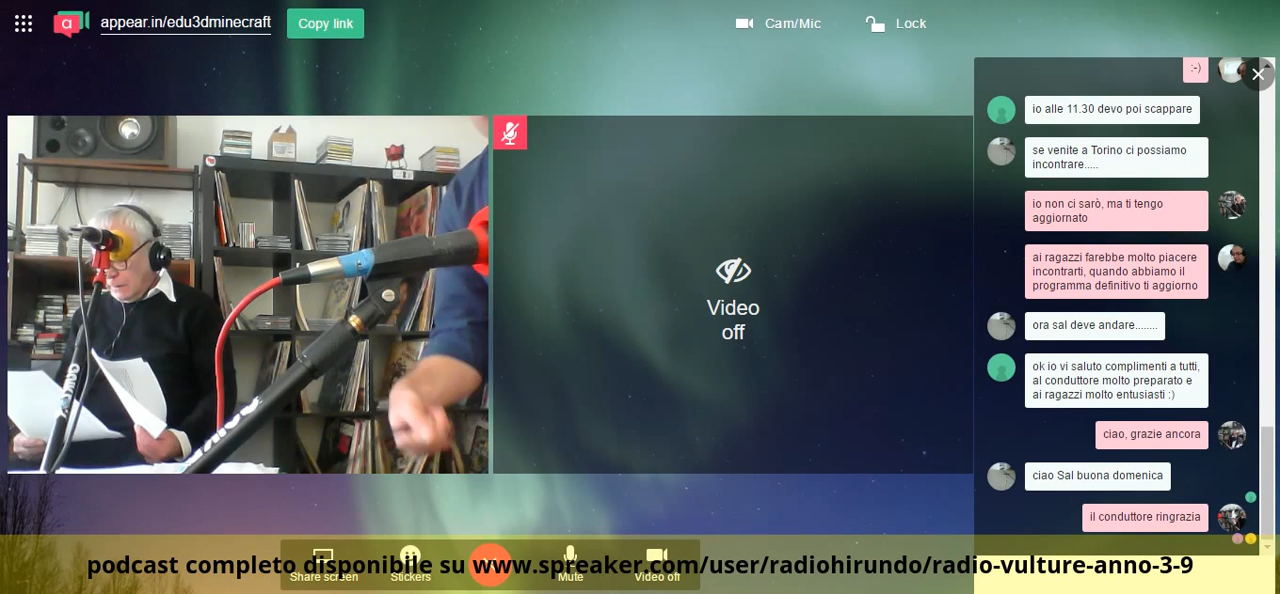 appear.in/edu3dminecraft
Copy link
Cam/Mic
Lock
:-)
io alle 11.30 devo poi scappare
se venite a Torino ci possiamo
incontrare.....
io non ci sarò, ma ti tengo
aggiornato
ai ragazzi farebbe molto piacere
incontrarti, quando abbiamo il
programma definitivo ti aggiorno
ora sal deve andare........
ok io vi saluto complimenti a tutti,
al conduttore molto preparato e
ai ragazzi molto entusiasti :)
ciao, grazie ancora
ciao Sal buona domenica
il conduttore ringrazia
Video
off
podcast completo disponibile su www.spreaker.com/user/radiohirundo/radio-vulture-anno-3-9
Share screen
Stickers
Mute
Video off